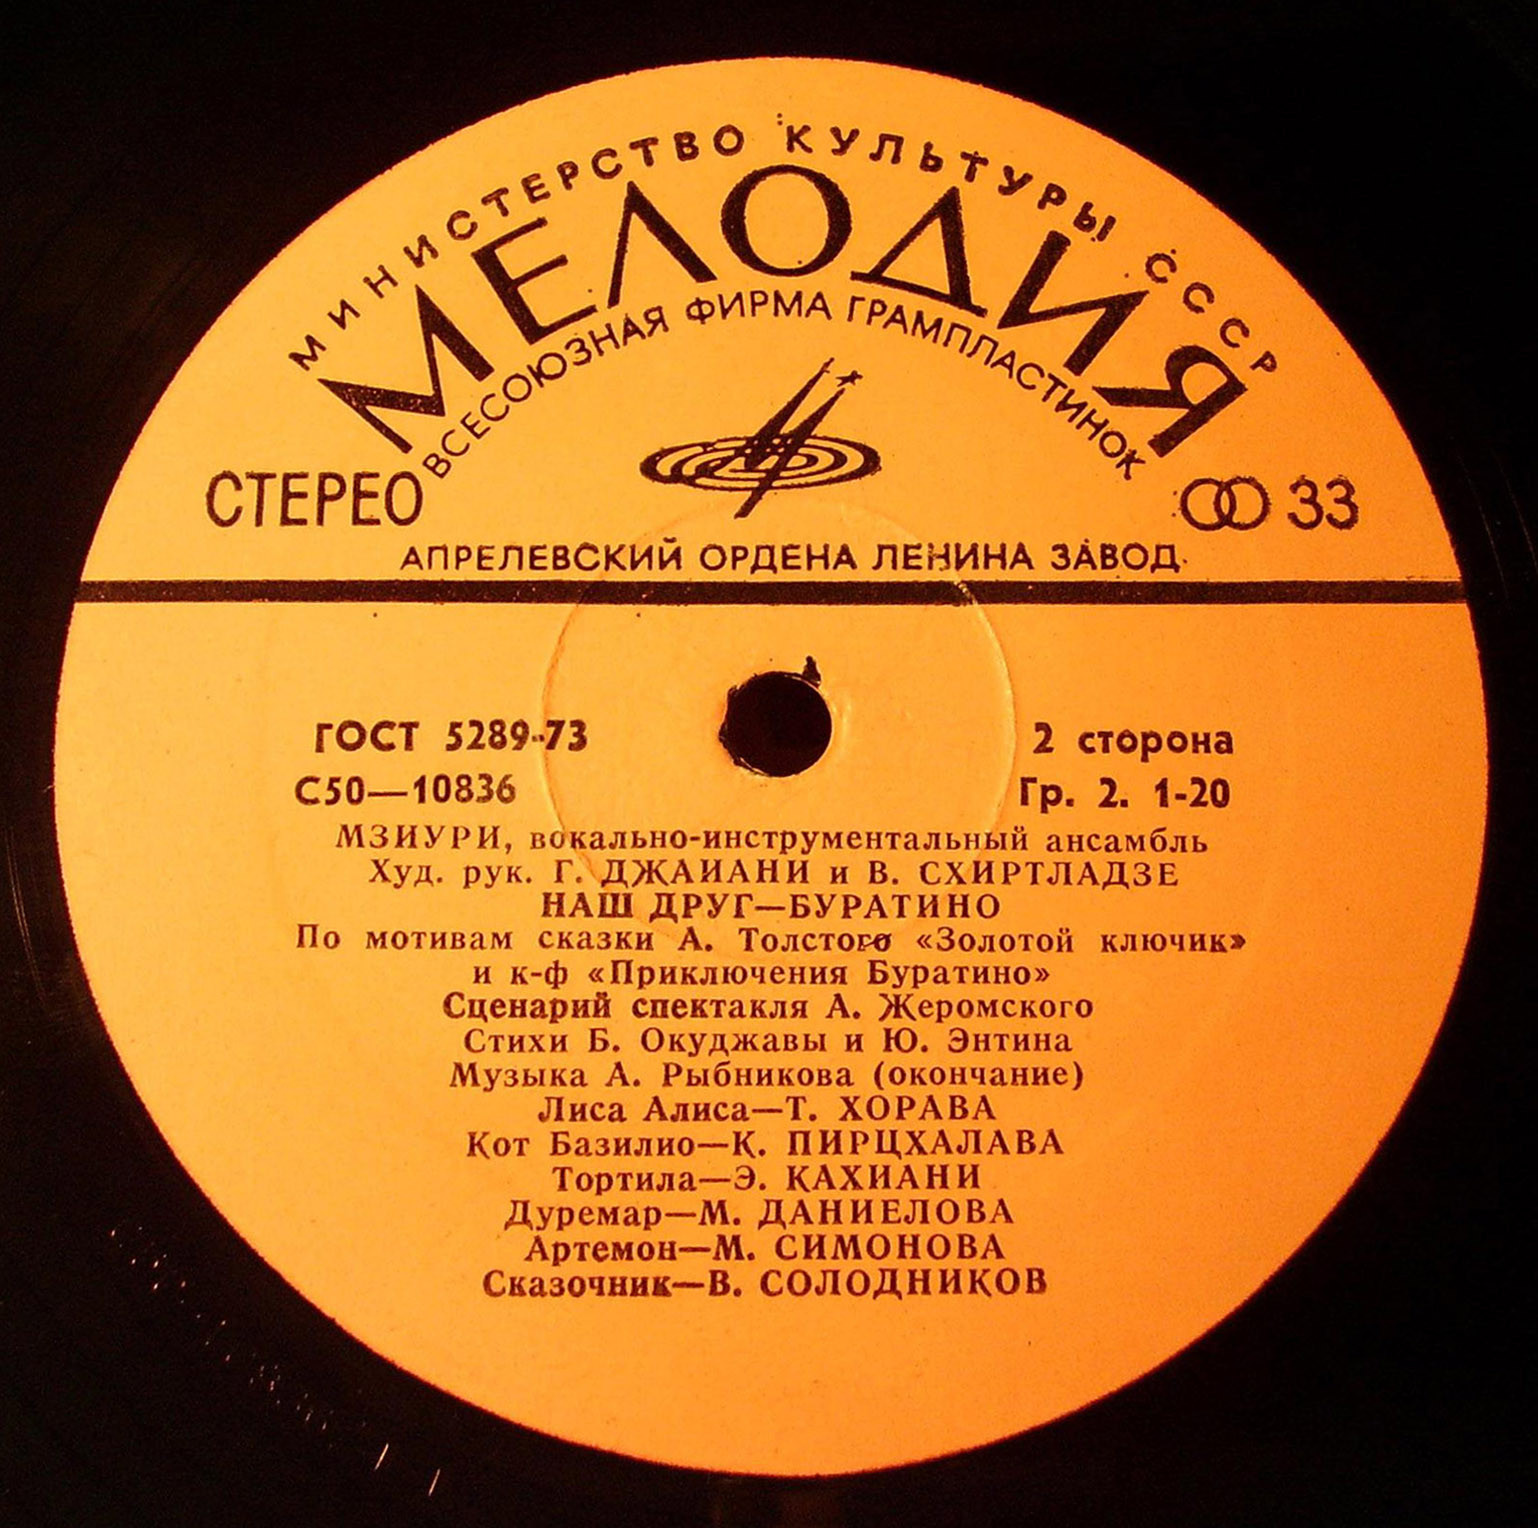 МИНИСТЕРСТВО КУЛЬТУРЫ СССР
МЕЛОДИЯ
ВСЕСОЮЗНАЯ ФИРМА ГРАМПЛАСТИНОК
СТЕРЕО 33
АПРЕЛЕВСКИЙ ОРДЕНА ЛЕНИНА ЗАВОД
ГОСТ 5289-73 2 сторона
С50—10836 Гр. 2. 1-20
МЗИУРИ, вокально-инструментальный ансамбль
Худ. рук. Г. ДЖАИАНИ и В. СХИРТЛАДЗЕ
НАШ ДРУГ—БУРАТИНО
По мотивам сказки А. Толстого «Золотой ключик»
и к-ф «Приключения Буратино»
Сценарий спектакля А. Жеромского
Стихи Б. Окуджавы и Ю. Энтина
Музыка А. Рыбникова (окончание)
Лиса Алиса—Т. ХОРАВА
Кот Базилио—К. ПИРЦХАЛАВА
Тортила—Э. КАХИАНИ
Дуремар—М. ДАНИЕЛОВА
Артемон—М. СИМОНОВА
Сказочник—В. СОЛОДНИКОВ